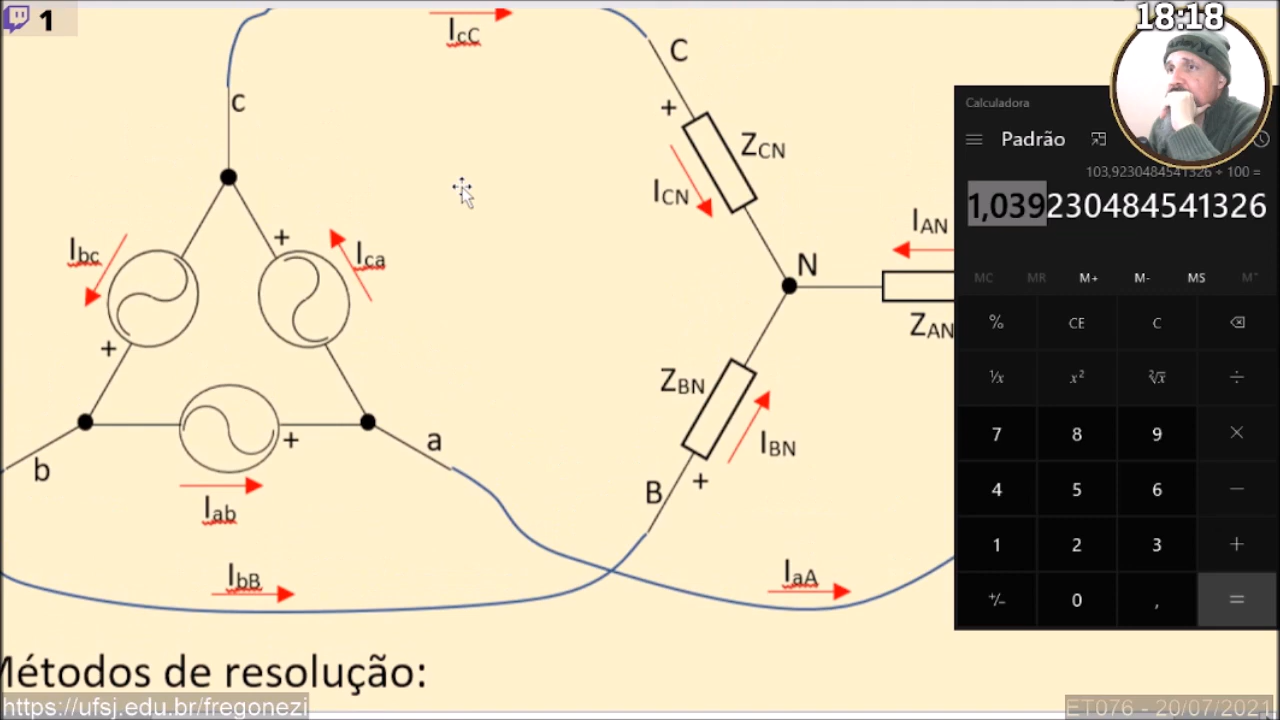 1
18:18
IcC
C
c
ZCN
ICN
Ibc
Ica
+
+
+
IAN
N
ZAN
ZBN
IBN
+
B
+
a
b
Iab
IbB
IaA
Métodos de resolução:
https://ufsj.edu.br/fregonezi
ET076 - 20/07/2021
Calculadora
Padrão
103,9230484541326 ÷ 100 =
1,039230484541326
MC MR M+ M- MS M˅
% CE C ⌫
¹/x x² ²√x ÷
7 8 9 ×
4 5 6 −
1 2 3 +
+/- 0 , =